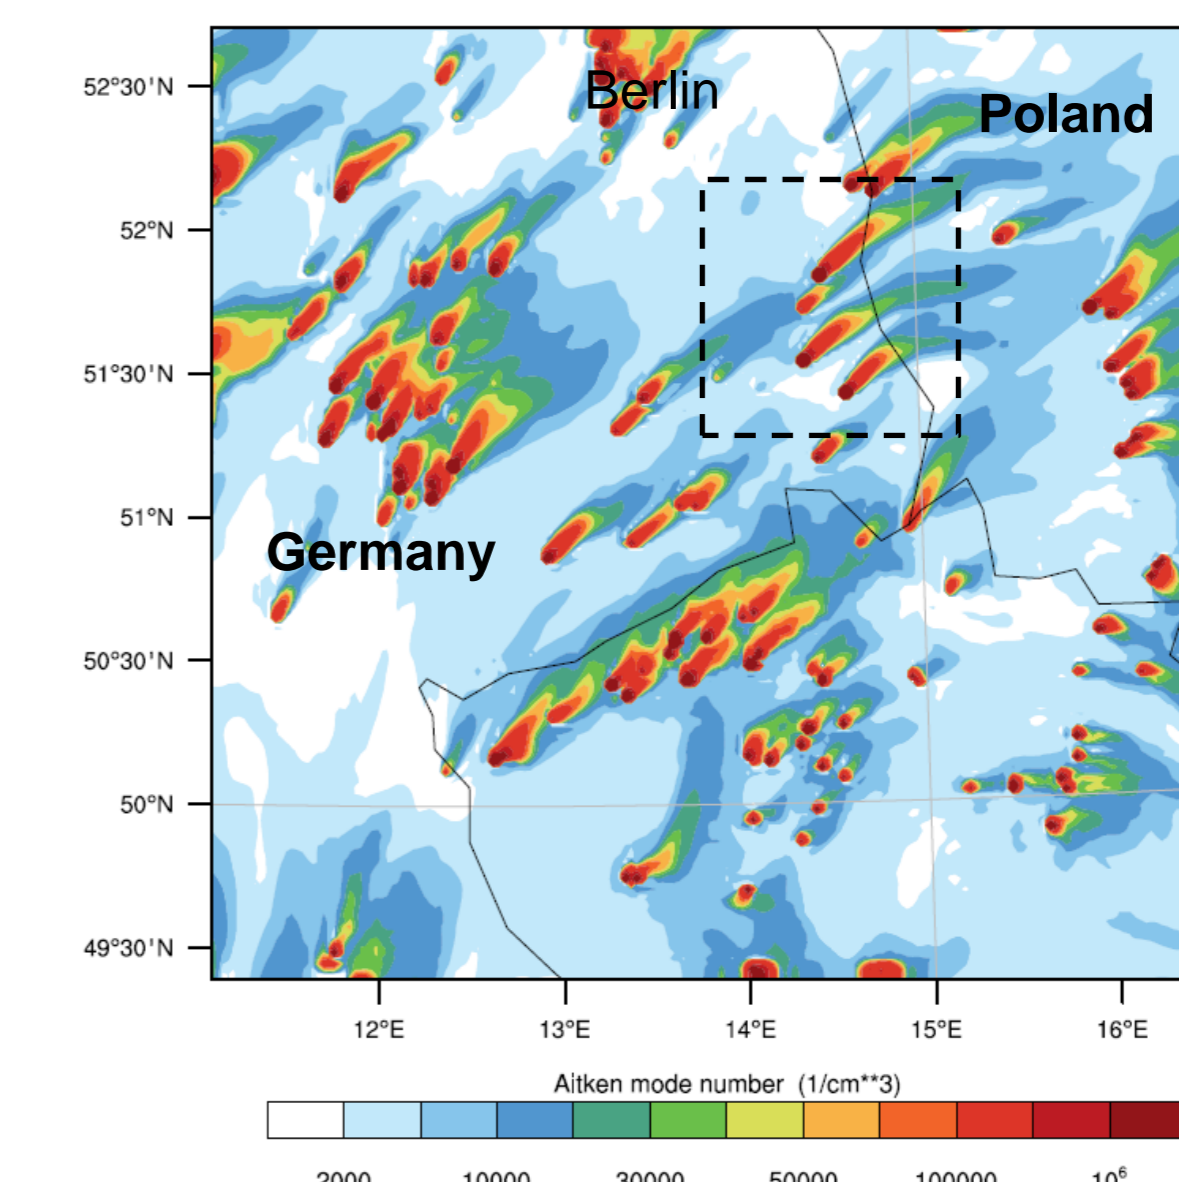 52°30'N
Berlin
Poland
52°N
51°30'N
51°N
Germany
50°30'N
50°N
49°30'N
12°E 13°E 14°E 15°E 16°E
Aitken mode number (1/cm**3)
2000 10000 30000 50000 100000 10⁶